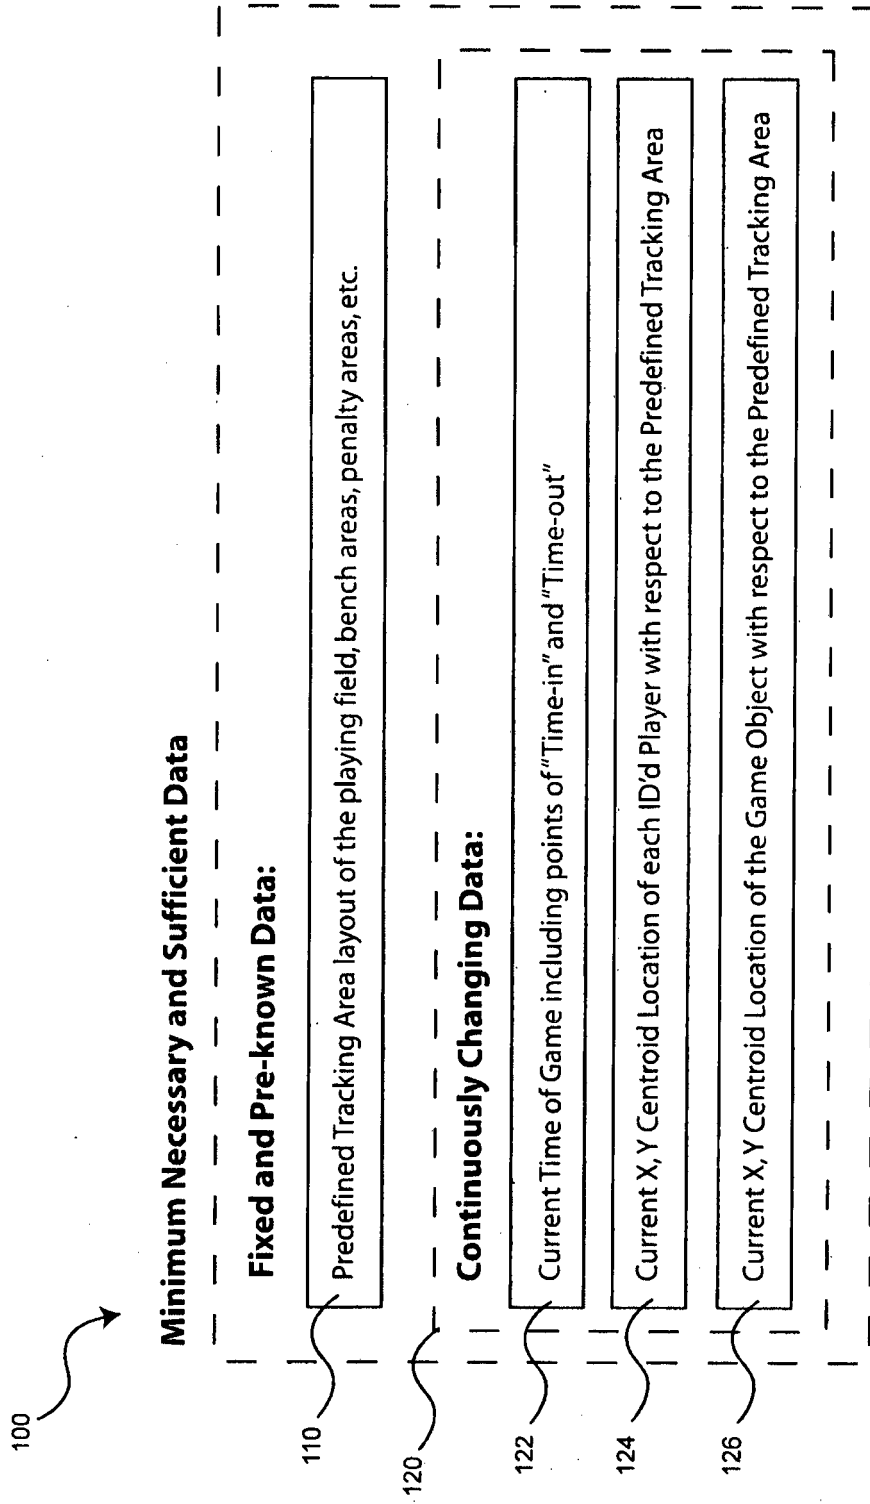 100
Minimum Necessary and Sufficient Data
Fixed and Pre-known Data:
110
Predefined Tracking Area layout of the playing field, bench areas, penalty areas, etc.
120
Continuously Changing Data:
122
Current Time of Game including points of "Time-in" and "Time-out"
124
Current X, Y Centroid Location of each ID'd Player with respect to the Predefined Tracking Area
126
Current X, Y Centroid Location of the Game Object with respect to the Predefined Tracking Area